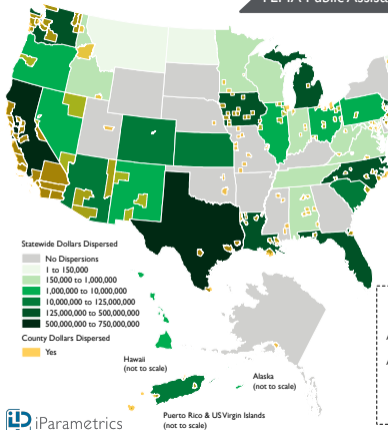 FEMA Public Assista
Statewide Dollars Dispersed
No Dispersions
1 to 150,000
150,000 to 1,000,000
1,000,000 to 10,000,000
10,000,000 to 125,000,000
125,000,000 to 500,000,000
500,000,000 to 750,000,000
County Dollars Dispersed
Yes
Hawaii
(not to scale)
Alaska
(not to scale)
Puerto Rico & US Virgin Islands
(not to scale)
iParametrics